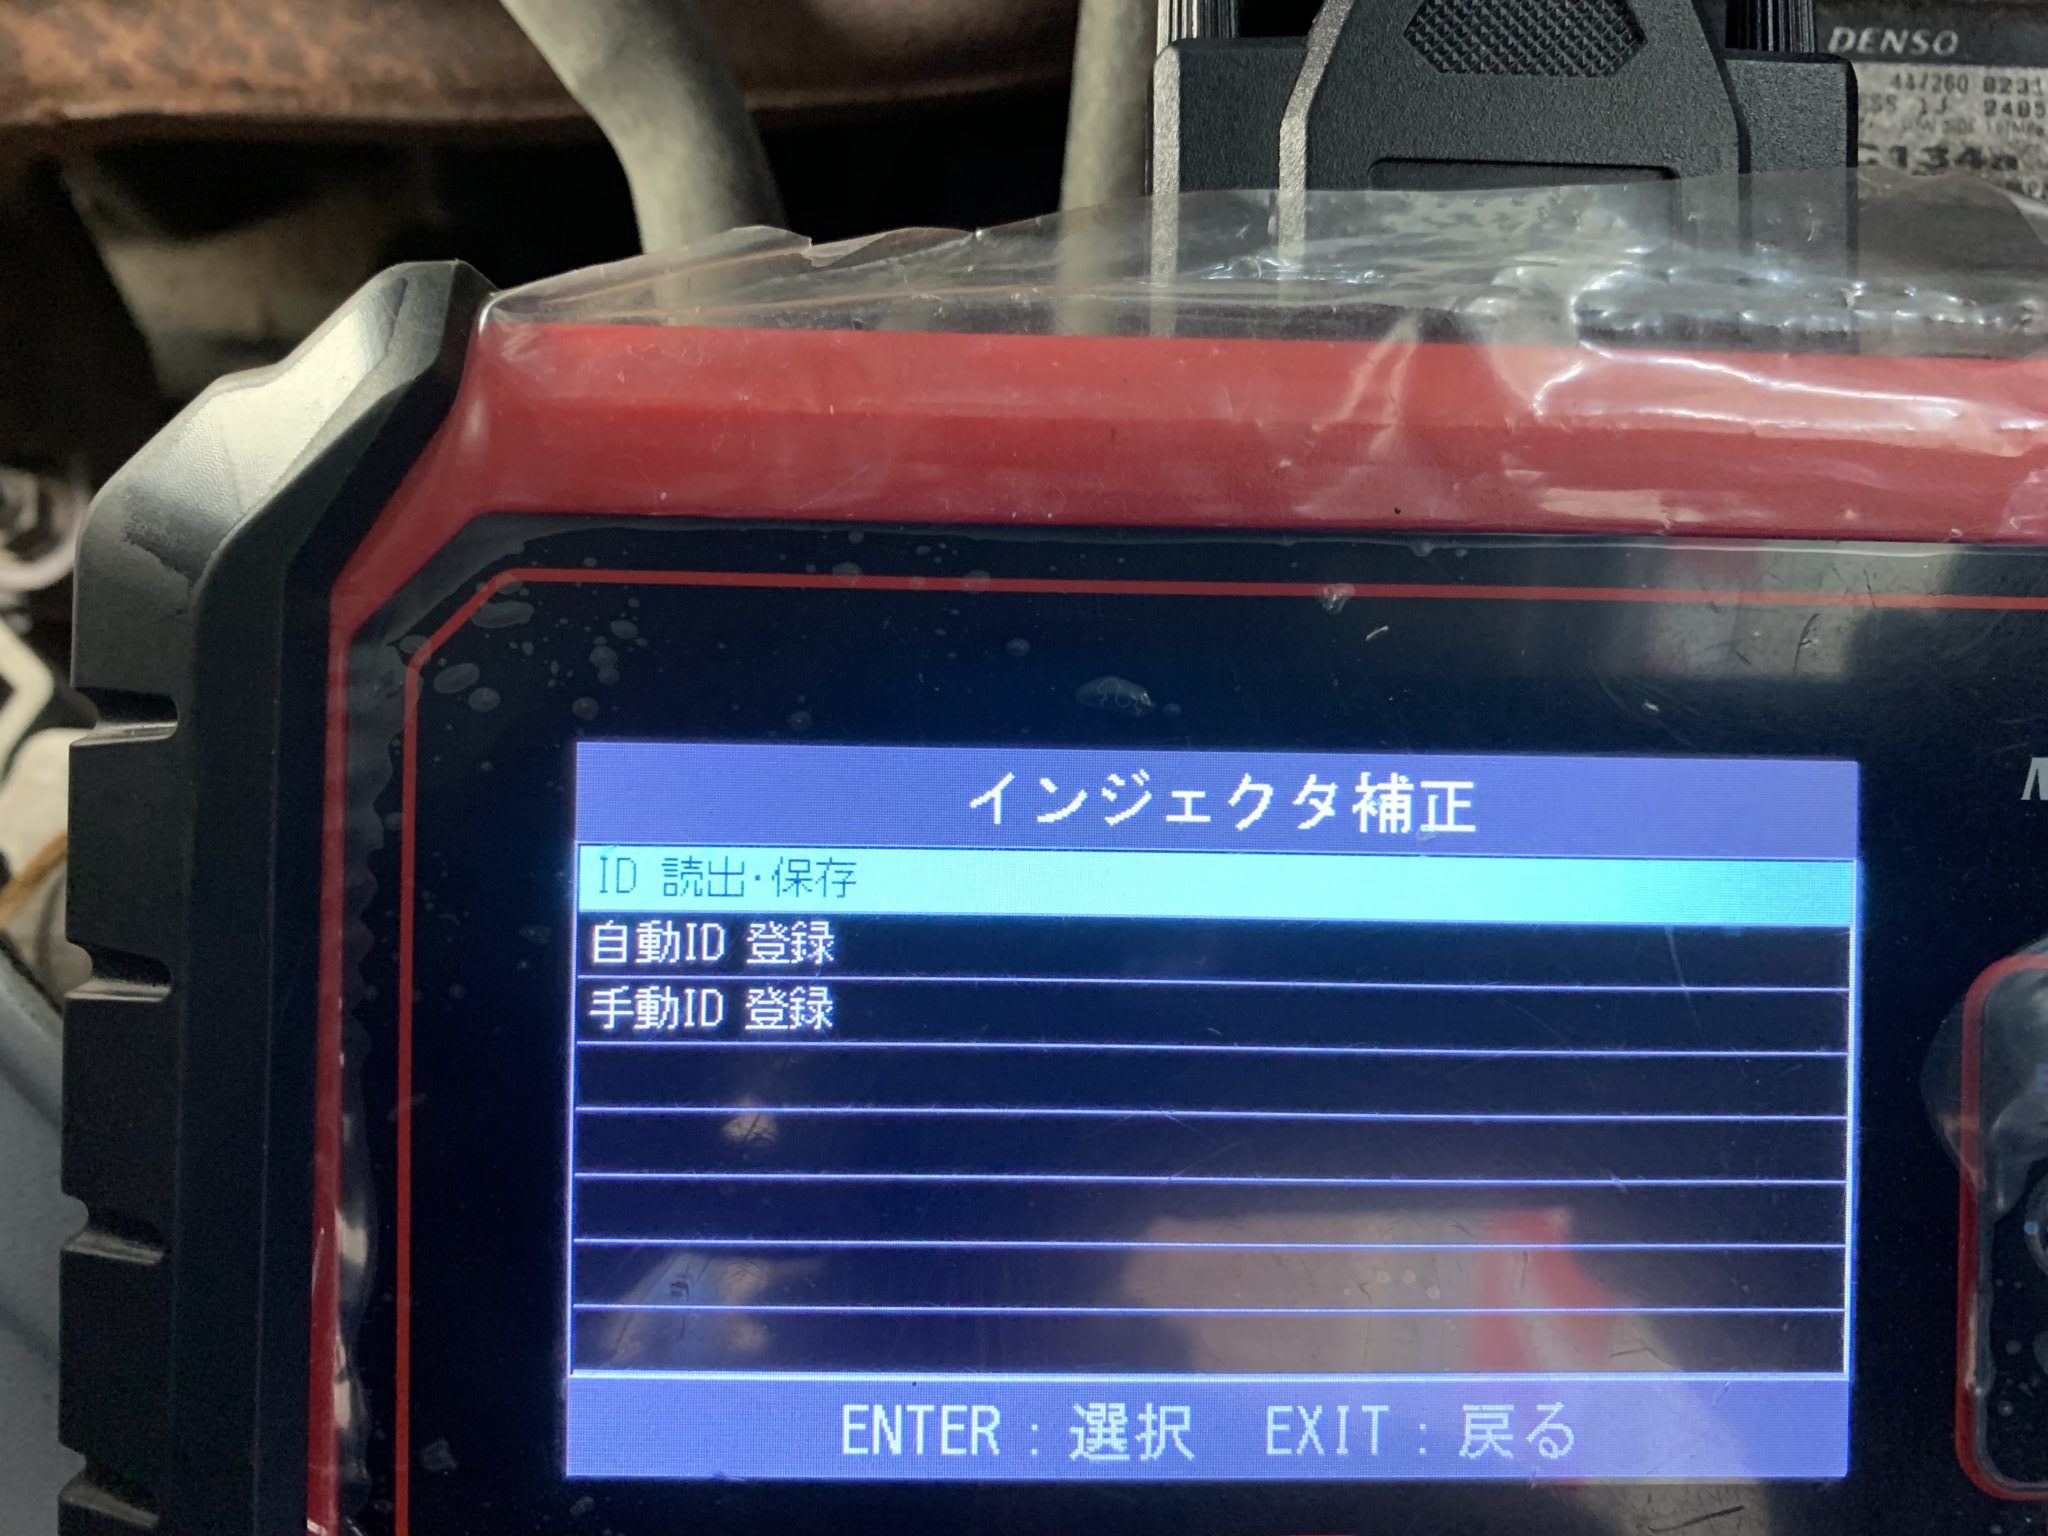 DENSO
インジェクタ補正
ID 読出・保存
自動ID 登録
手動ID 登録
ENTER : 選択 EXIT : 戻る